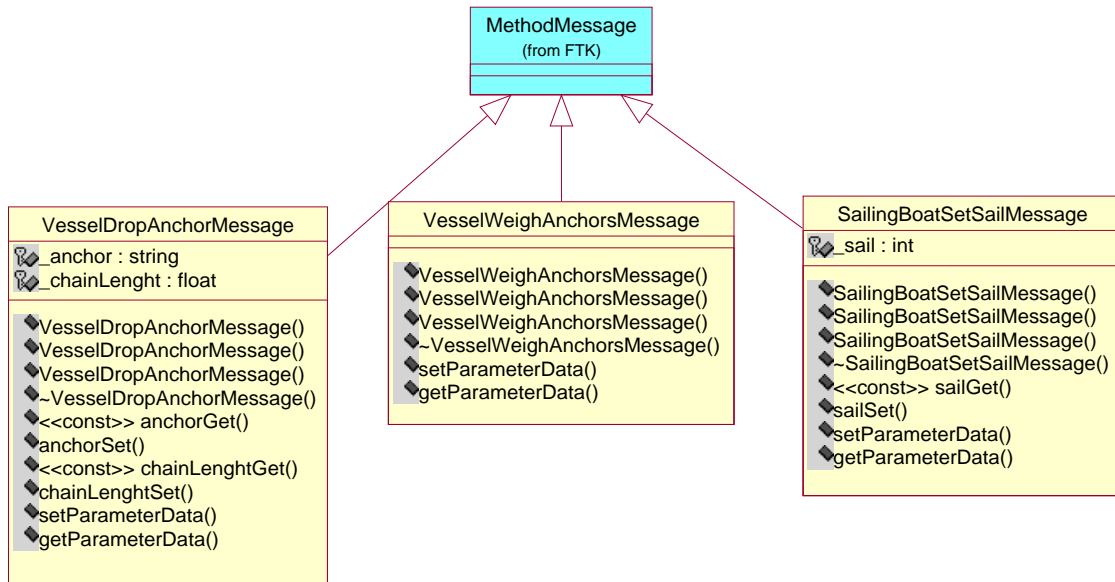 MethodMessage
(from FTK)
VesselDropAnchorMessage
_anchor : string
_chainLenght : float
VesselDropAnchorMessage()
VesselDropAnchorMessage()
VesselDropAnchorMessage()
~VesselDropAnchorMessage()
<<const>> anchorGet()
anchorSet()
<<const>> chainLenghtGet()
chainLenghtSet()
setParameterData()
getParameterData()
VesselWeighAnchorsMessage
VesselWeighAnchorsMessage()
VesselWeighAnchorsMessage()
VesselWeighAnchorsMessage()
~VesselWeighAnchorsMessage()
setParameterData()
getParameterData()
SailingBoatSetSailMessage
_sail : int
SailingBoatSetSailMessage()
SailingBoatSetSailMessage()
SailingBoatSetSailMessage()
~SailingBoatSetSailMessage()
<<const>> sailGet()
sailSet()
setParameterData()
getParameterData()